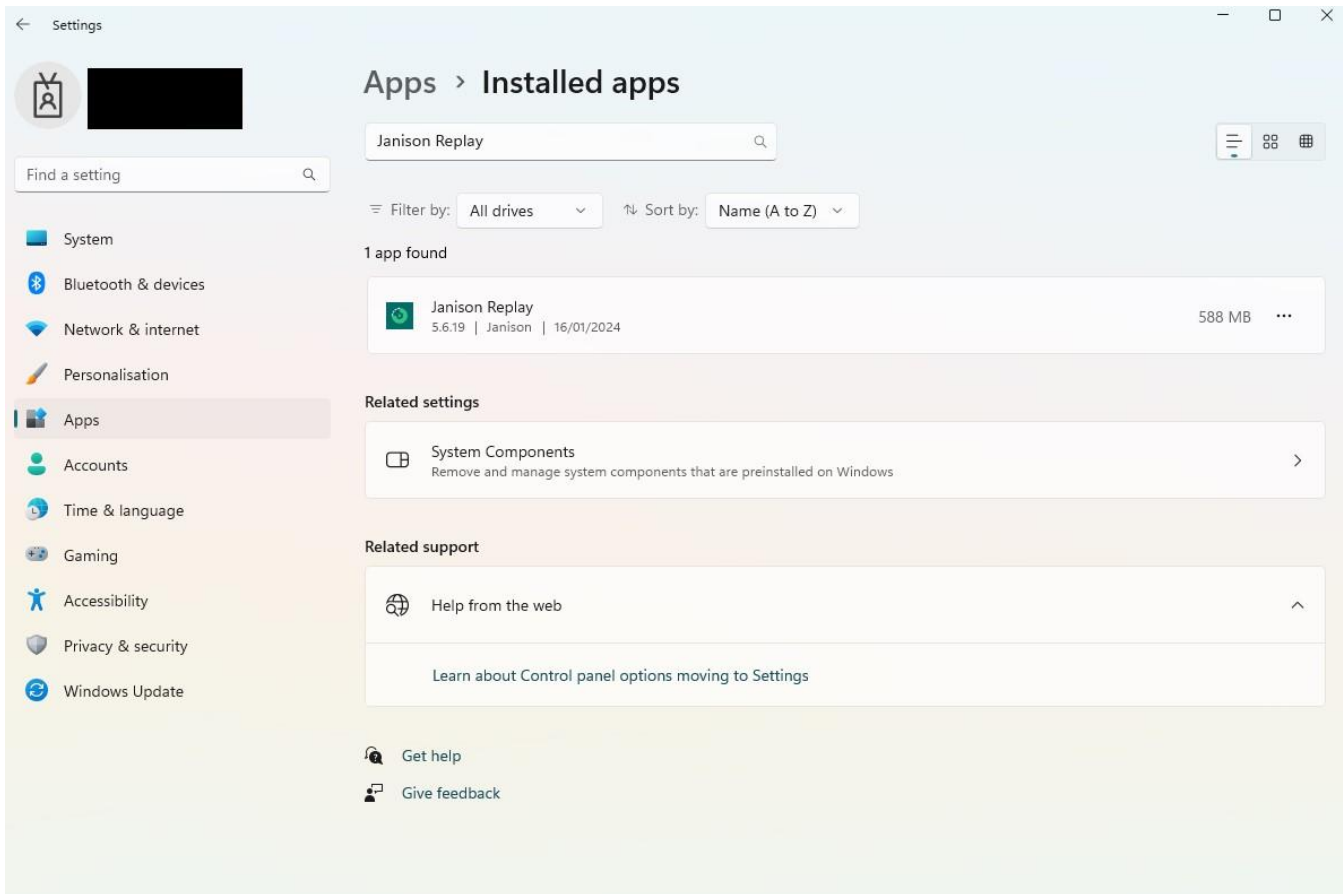 Settings
Apps > Installed apps
Janison Replay
Find a setting
Filter by: All drives
Sort by: Name (A to Z)
1 app found
System
Bluetooth & devices
Network & internet
Personalisation
Apps
Accounts
Time & language
Gaming
Accessibility
Privacy & security
Windows Update
Janison Replay
5.6.19 | Janison | 16/01/2024
588 MB
Related settings
System Components
Remove and manage system components that are preinstalled on Windows
Related support
Help from the web
Learn about Control panel options moving to Settings
Get help
Give feedback